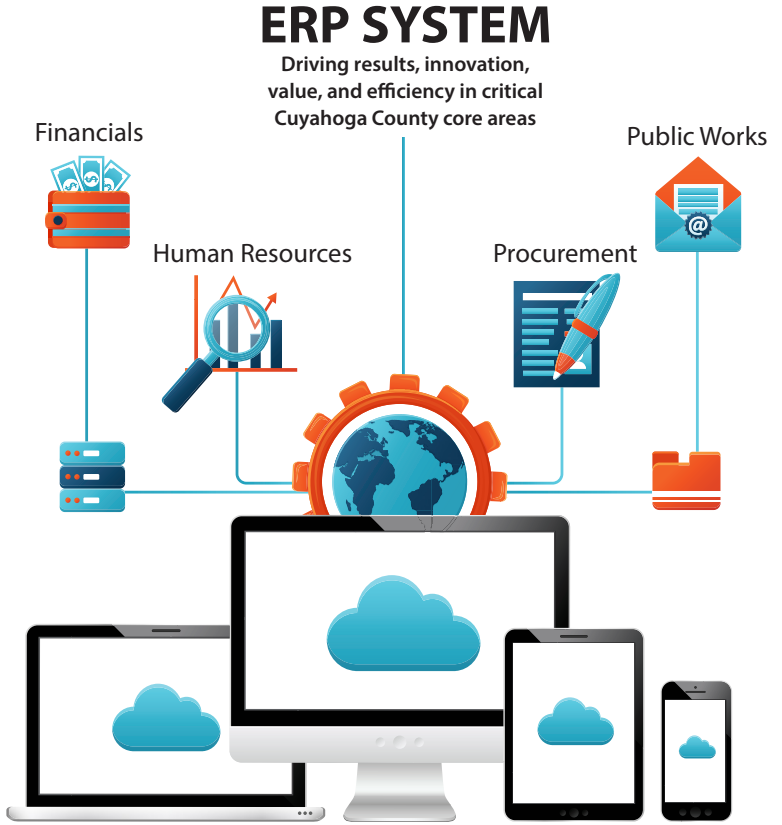 ERP SYSTEM
Driving results, innovation,
value, and efficiency in critical
Cuyahoga County core areas
Financials
Public Works
Human Resources
Procurement
$ $ $
@